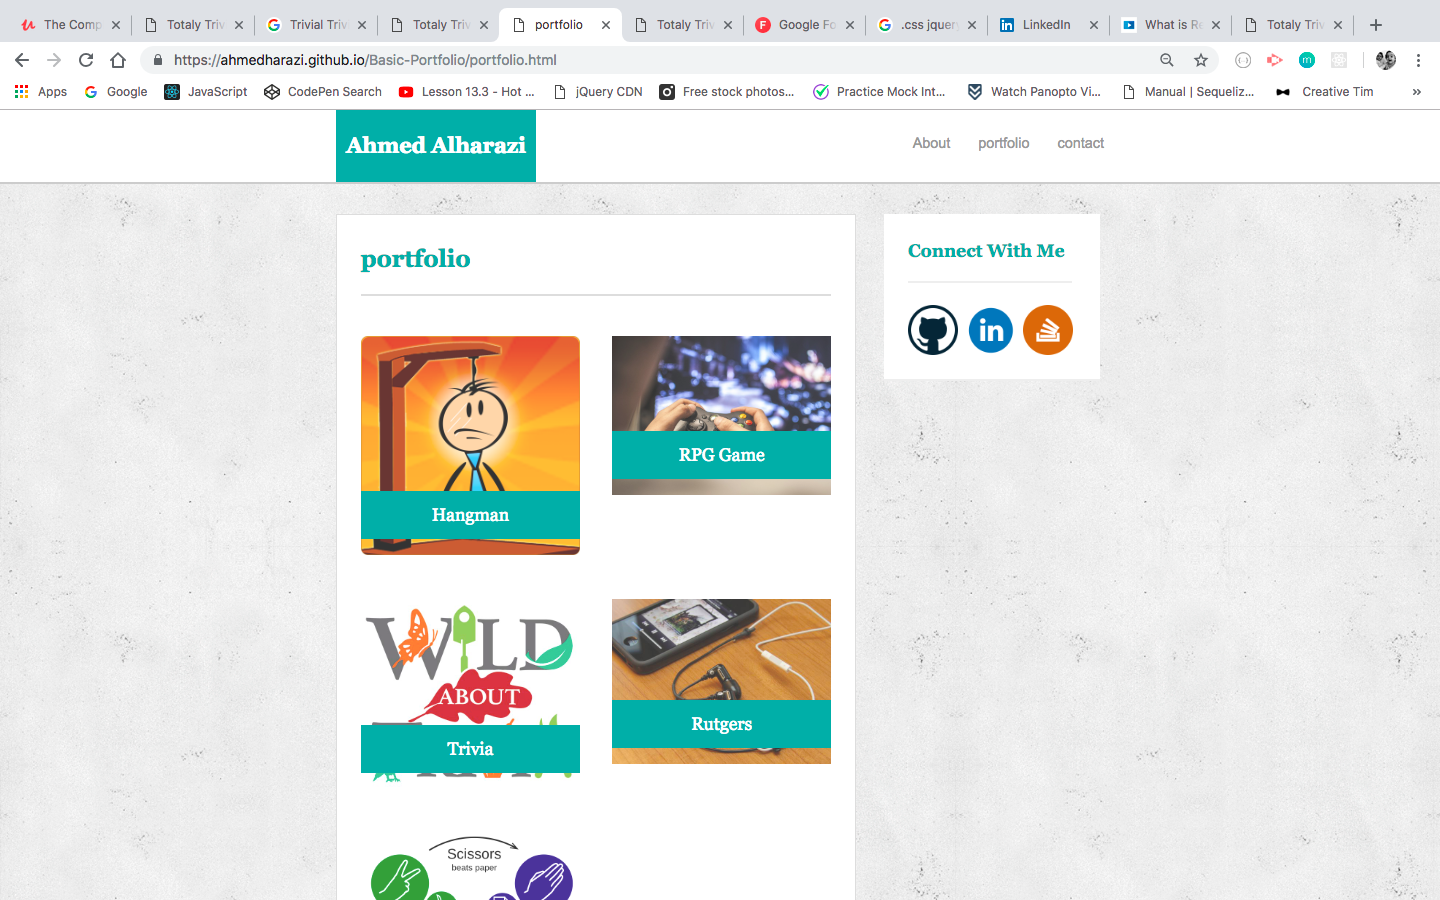 The Comp
Totaly Triv
Trivial Triv
Totaly Triv
portfolio
Totaly Triv
Google Fo
.css jquery
LinkedIn
What is Re
Totaly Triv
https://ahmedharazi.github.io/Basic-Portfolio/portfolio.html
Apps
Google
JavaScript
CodePen Search
Lesson 13.3 - Hot ...
jQuery CDN
Free stock photos...
Practice Mock Int...
Watch Panopto Vi...
Manual | Sequeliz...
Creative Tim
»
Ahmed Alharazi
About
portfolio
contact
portfolio
Connect With Me
in
Hangman
RPG Game
WILD
ABOUT
Trivia
Rutgers
Scissors
beats paper